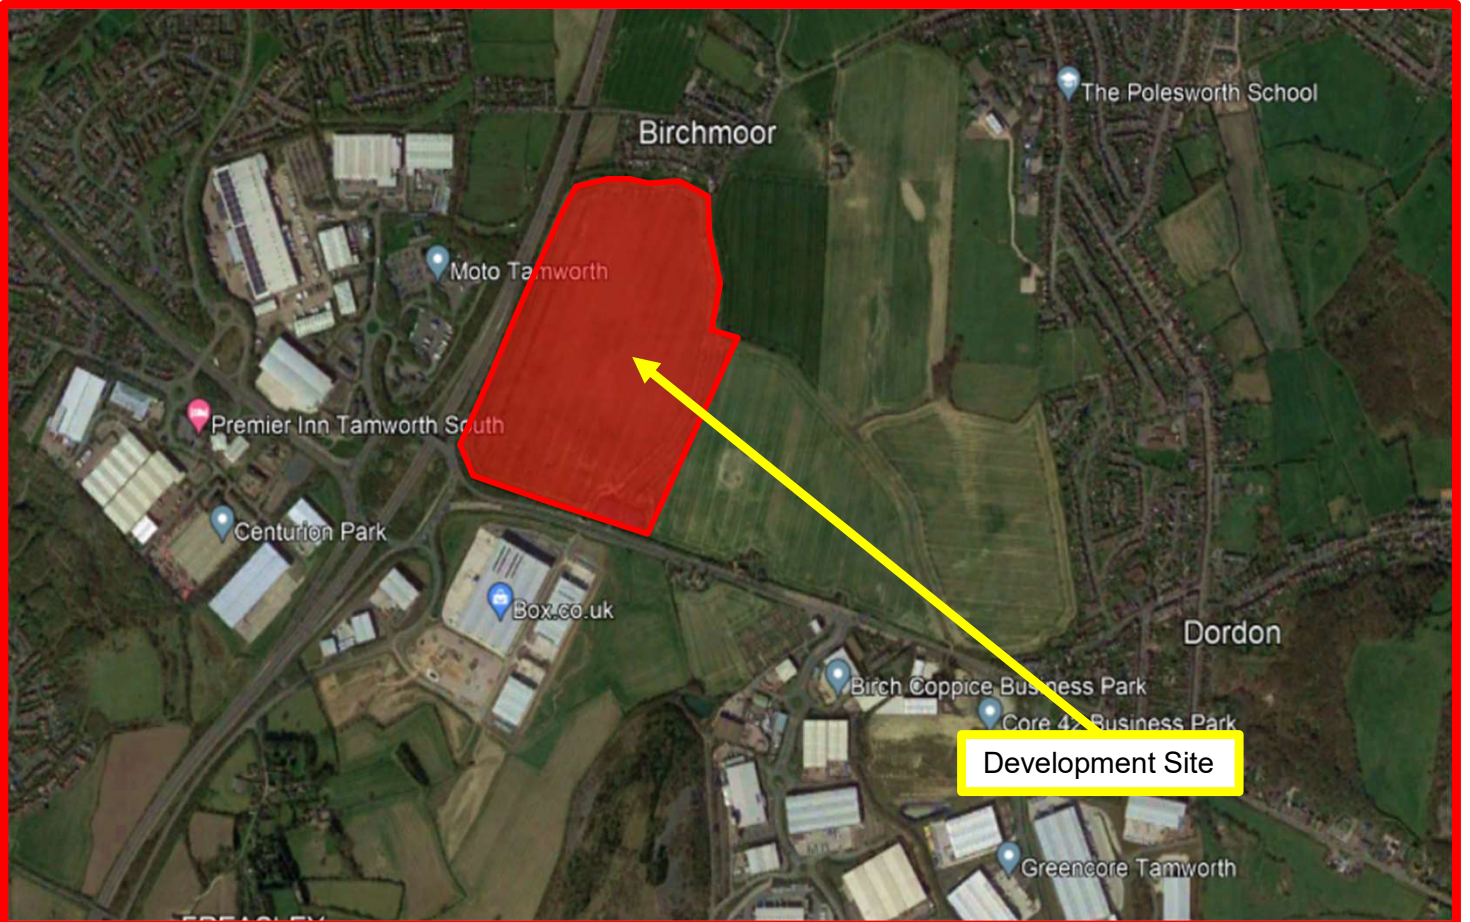 The Polesworth School
Birchmoor
Moto Tamworth
Premier Inn Tamworth South
Centurion Park
Box.co.uk
Dordon
Birch Coppice Business Park
Core 42 Business Park
Development Site
Greencore Tamworth